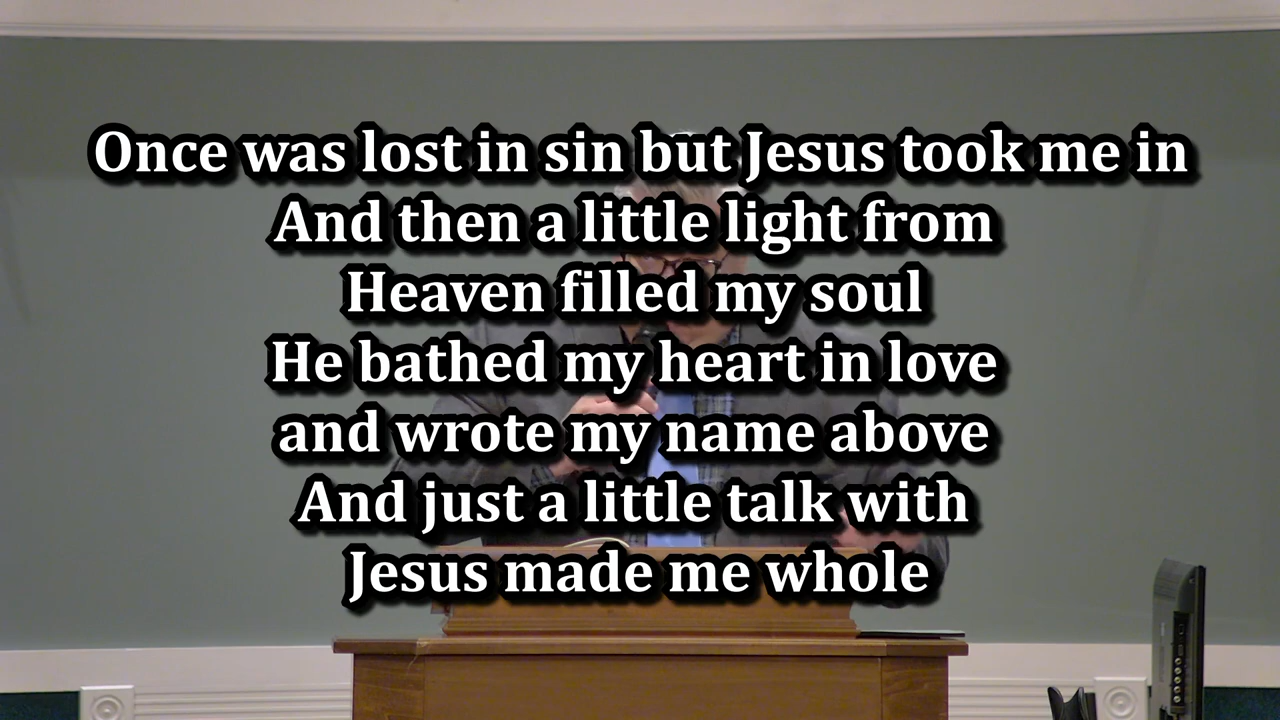 Once was lost in sin but Jesus took me in
And then a little light from
Heaven filled my soul
He bathed my heart in love
and wrote my name above
And just a little talk with
Jesus made me whole